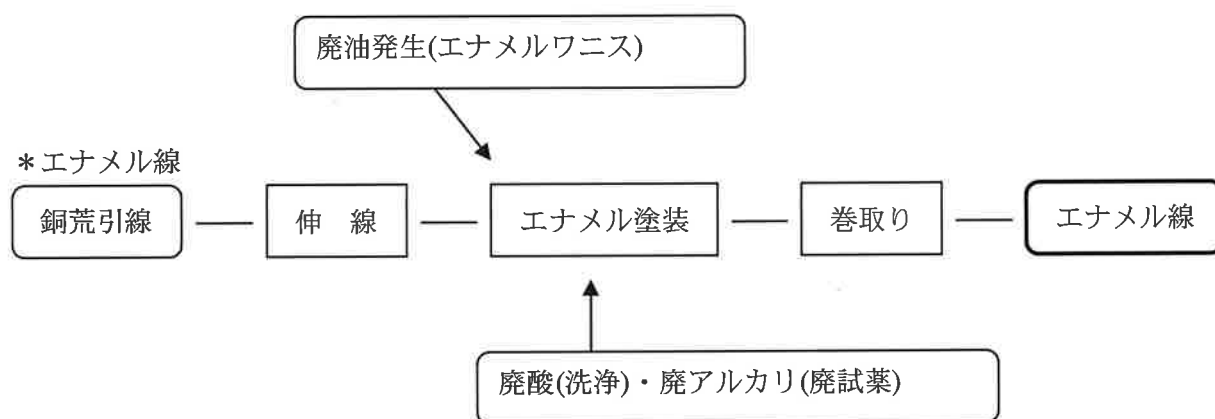 廃油発生(エナメルワニス)
*エナメル線
銅荒引線
伸 線
エナメル塗装
巻取り
エナメル線
廃酸(洗浄)・廃アルカリ(廃試薬)